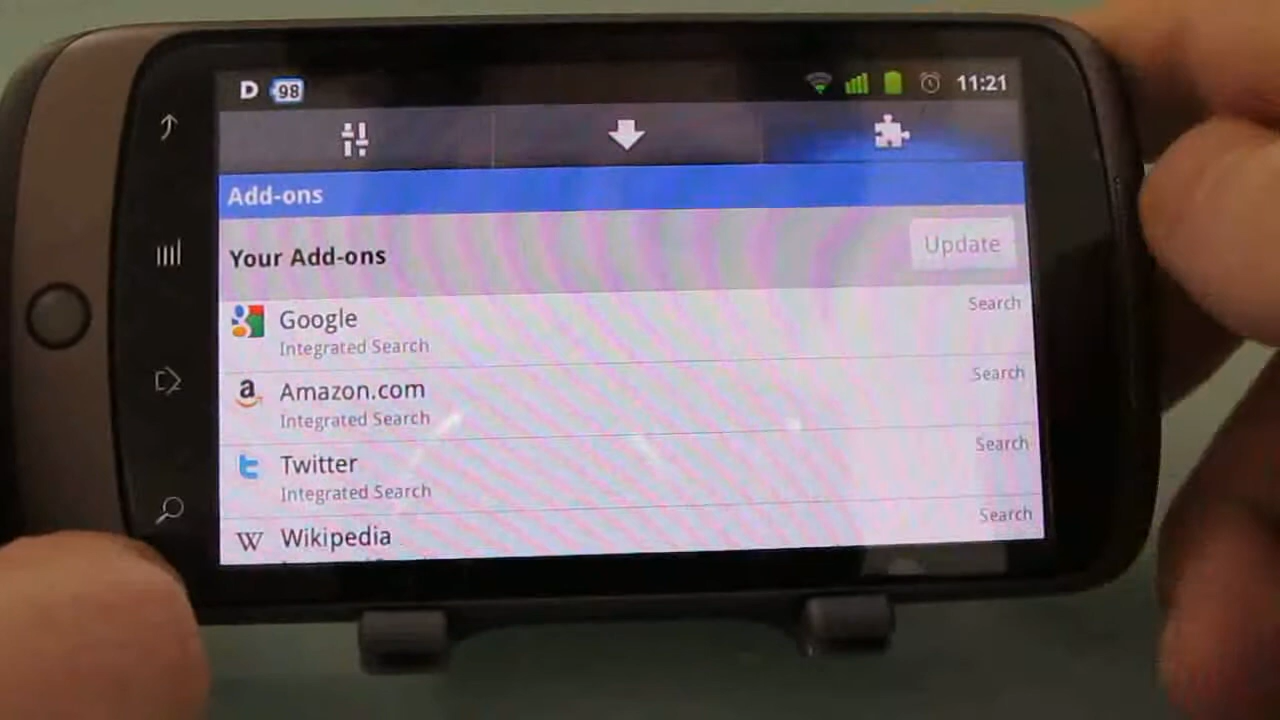 D 98 11:21
Add-ons
Your Add-ons Update
Google Search
Integrated Search
a Amazon.com Search
Integrated Search
t Twitter Search
Integrated Search
W Wikipedia Search